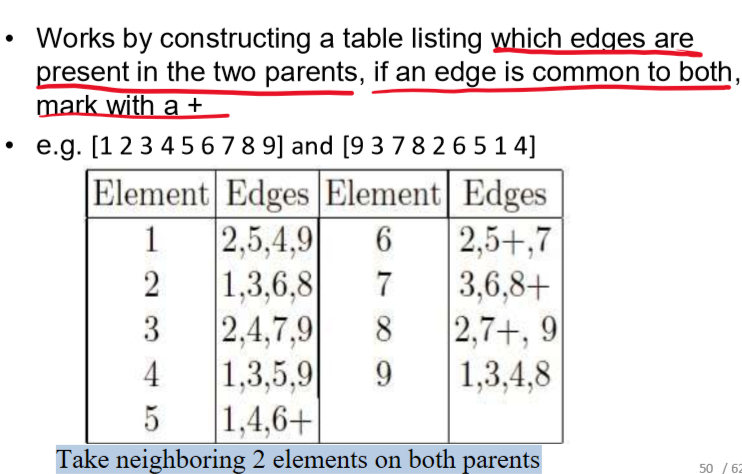 • Works by constructing a table listing which edges are
present in the two parents, if an edge is common to both,
mark with a +
• e.g. [1 2 3 4 5 6 7 8 9] and [9 3 7 8 2 6 5 1 4]
Element Edges Element Edges
1 2,5,4,9 6 2,5+,7
2 1,3,6,8 7 3,6,8+
3 2,4,7,9 8 2,7+, 9
4 1,3,5,9 9 1,3,4,8
5 1,4,6+
Take neighboring 2 elements on both parents
50 / 62